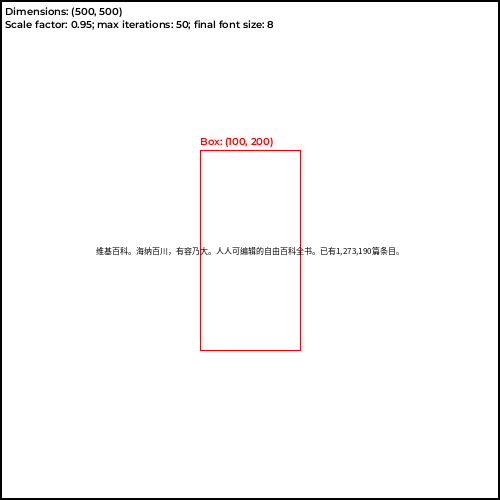 Dimensions: (500, 500)
Scale factor: 0.95; max iterations: 50; final font size: 8
Box: (100, 200)
维基百科。海纳百川，有容乃大。人人可编辑的自由百科全书。已有1,273,190篇条目。